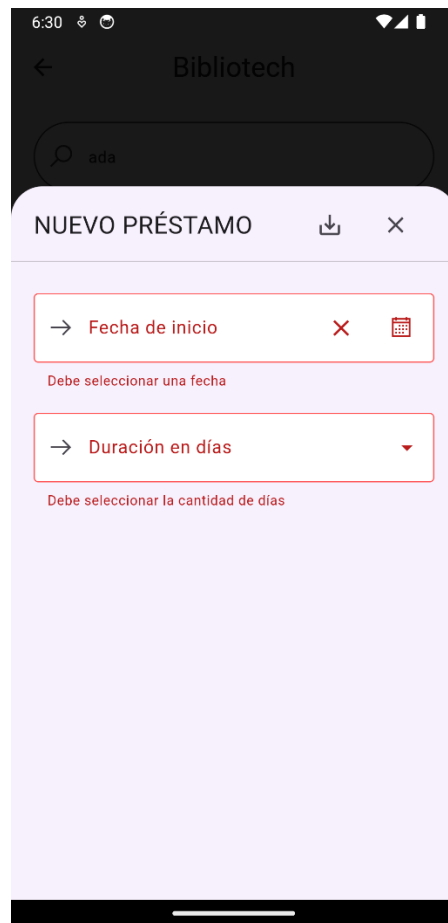 6:30
Bibliotech
ada
NUEVO PRÉSTAMO
Fecha de inicio
Debe seleccionar una fecha
Duración en días
Debe seleccionar la cantidad de días